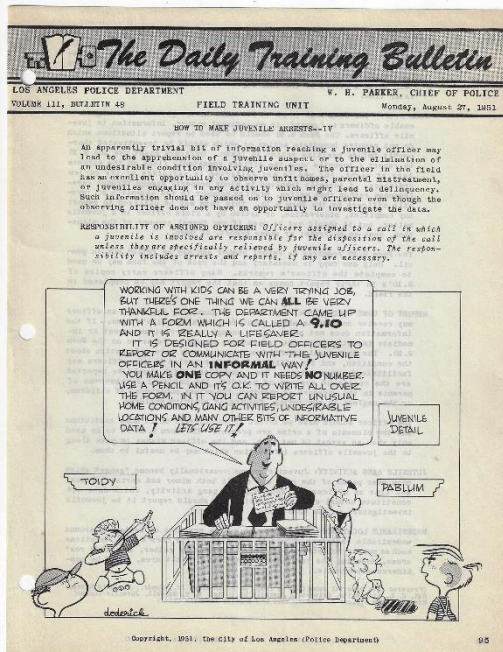 The Daily Training Bulletin
LOS ANGELES POLICE DEPARTMENT
W. H. PARKER, CHIEF OF POLICE
VOLUME III, BULLETIN 48
FIELD TRAINING UNIT
Monday, August 27, 1951
HOW TO MAKE JUVENILE ARRESTS--IV
An apparently trivial bit of information reaching a juvenile officer may
lead to the apprehension of a juvenile suspect or to the elimination of
an undesirable condition involving juveniles. The officer in the field
has an excellent opportunity to observe unfit homes, parental mistreatment,
or juveniles engaging in any activity which might lead to delinquency.
Such information should be passed on to juvenile officers even though the
observing officer does not have an opportunity to investigate the data.
RESPONSIBILITY OF ASSIGNED OFFICERS: Officers assigned to a call in which
a juvenile is involved are responsible for the disposition of the call
unless they are specifically relieved by juvenile officers. The respon-
sibility includes arrests and reports, if any are necessary.
WORKING WITH KIDS CAN BE A VERY TRYING JOB,
BUT THERE'S ONE THING WE CAN ALL BE VERY
THANKFUL FOR. THE DEPARTMENT CAME UP
WITH A FORM WHICH IS CALLED A 9.10
AND IT IS REALLY A LIFESAVER.
IT IS DESIGNED FOR FIELD OFFICERS TO
REPORT OR COMMUNICATE WITH THE JUVENILE
OFFICERS IN AN INFORMAL WAY!
YOU MAKE ONE COPY AND IT NEEDS NO NUMBER.
USE A PENCIL AND IT'S O.K. TO WRITE ALL OVER
THE FORM. IN IT YOU CAN REPORT UNUSUAL
HOME CONDITIONS, GANG ACTIVITIES, UNDESIRABLE
LOCATIONS AND MANY OTHER BITS OF INFORMATIVE
DATA! LETS USE IT!
JUVENILE
DETAIL
TOIDY
PABLUM
doderick
Copyright, 1951, the City of Los Angeles (Police Department)
95